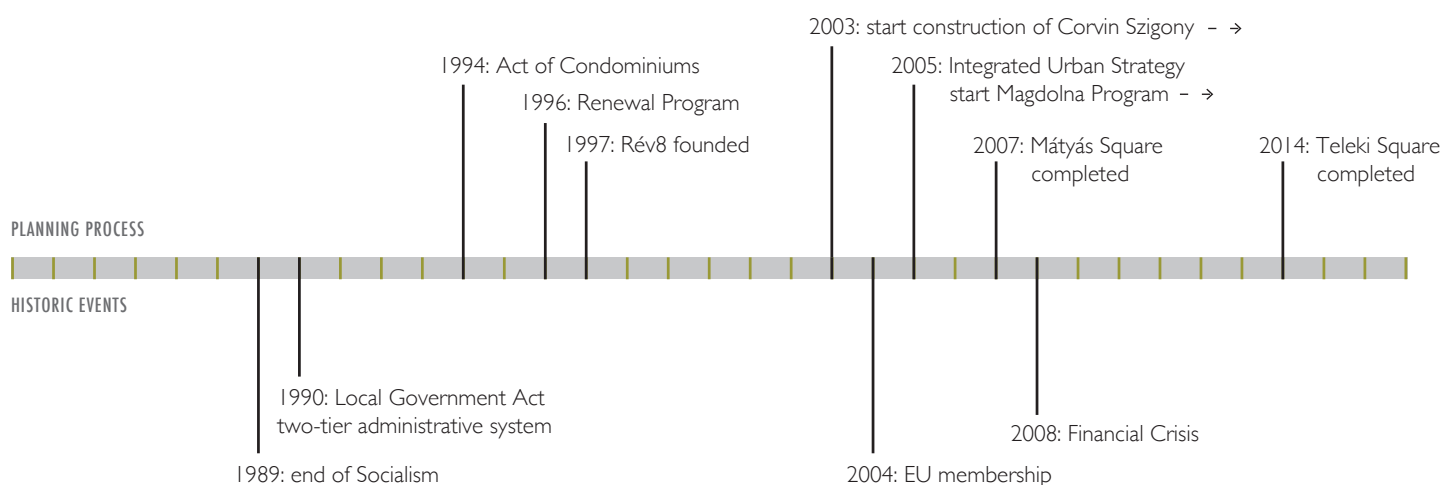 2003: start construction of Corvin Szigony - →
1994: Act of Condominiums
2005: Integrated Urban Strategy
start Magdolna Program - →
1996: Renewal Program
1997: Rév8 founded
2007: Mátyás Square
completed
2014: Teleki Square
completed
PLANNING PROCESS
HISTORIC EVENTS
1990: Local Government Act
two-tier administrative system
2008: Financial Crisis
1989: end of Socialism
2004: EU membership